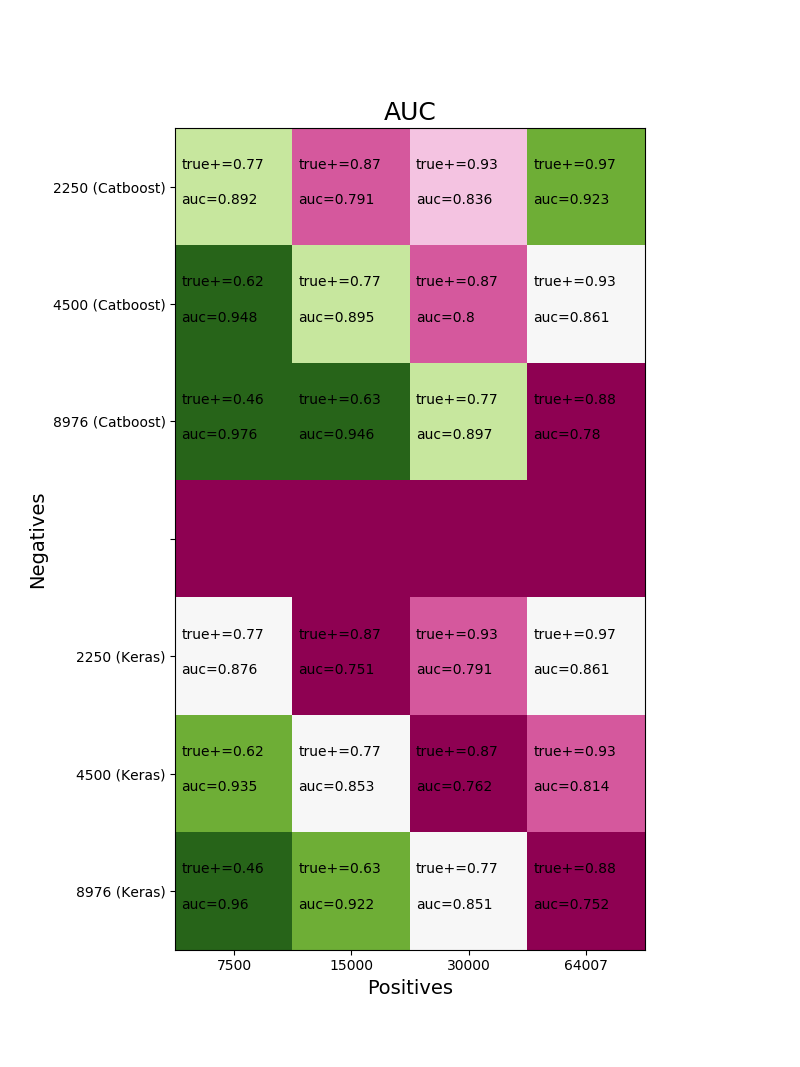 AUC
2250 (Catboost)
true+=0.77
auc=0.892
true+=0.87
auc=0.791
true+=0.93
auc=0.836
true+=0.97
auc=0.923
4500 (Catboost)
true+=0.62
auc=0.948
true+=0.77
auc=0.895
true+=0.87
auc=0.8
true+=0.93
auc=0.861
8976 (Catboost)
true+=0.46
auc=0.976
true+=0.63
auc=0.946
true+=0.77
auc=0.897
true+=0.88
auc=0.78
Negatives
2250 (Keras)
true+=0.77
auc=0.876
true+=0.87
auc=0.751
true+=0.93
auc=0.791
true+=0.97
auc=0.861
4500 (Keras)
true+=0.62
auc=0.935
true+=0.77
auc=0.853
true+=0.87
auc=0.762
true+=0.93
auc=0.814
8976 (Keras)
true+=0.46
auc=0.96
true+=0.63
auc=0.922
true+=0.77
auc=0.851
true+=0.88
auc=0.752
7500
15000
30000
64007
Positives